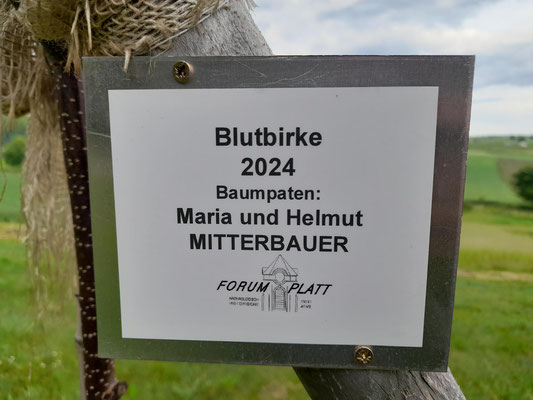 Blutbirke
2024
Baumpaten:
Maria und Helmut
MITTERBAUER
FORUM PLATT